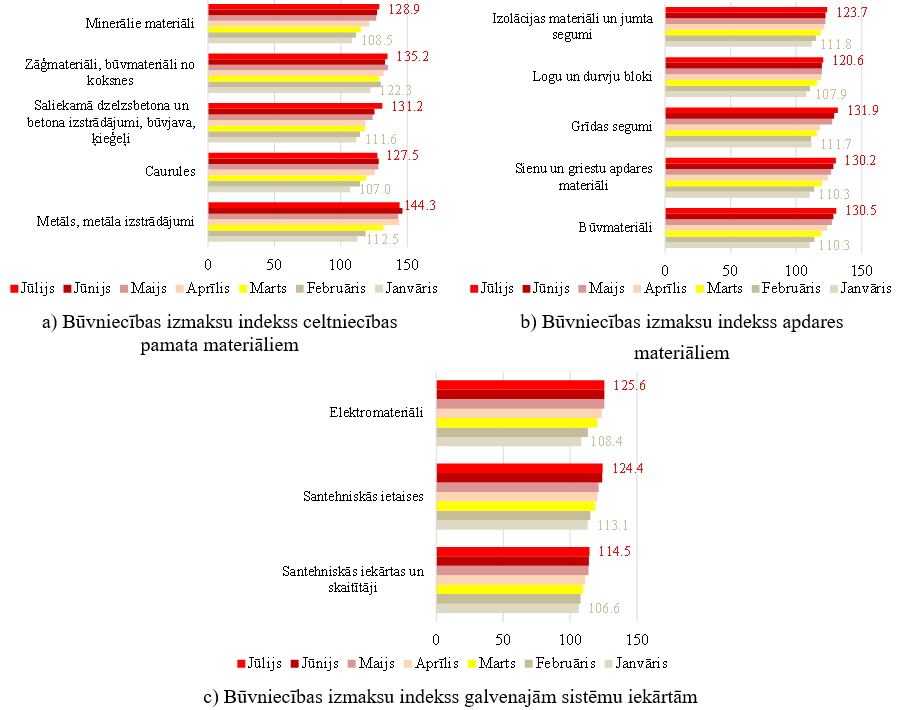 Minerālie materiāli
128.9
108.5
Zāģmateriāli, būvmateriāli no
koksnes
135.2
122.3
Saliekamā dzelzsbetona un
betona izstrādājumi, būvjava,
ķieģeļi
131.2
111.6
Caurules
127.5
107.0
Metāls, metāla izstrādājumi
144.3
112.5
0 50 100 150
Jūlijs Jūnijs Maijs Aprīlis Marts Februāris Janvāris
a) Būvniecības izmaksu indekss celtniecības
pamata materiāliem
Izolācijas materiāli un jumta
segumi
123.7
111.8
Logu un durvju bloki
120.6
107.9
Grīdas segumi
131.9
111.7
Sienu un griestu apdares
materiāli
130.2
110.3
Būvmateriāli
130.5
110.3
0 50 100 150
Jūlijs Jūnijs Maijs Aprīlis Marts Februāris Janvāris
b) Būvniecības izmaksu indekss apdares
materiāliem
Elektromateriāli
125.6
108.4
Santehniskās ietaises
124.4
113.1
Santehniskās iekārtas un
skaitītāji
114.5
106.6
0 50 100 150
Jūlijs Jūnijs Maijs Aprīlis Marts Februāris Janvāris
c) Būvniecības izmaksu indekss galvenajām sistēmu iekārtām